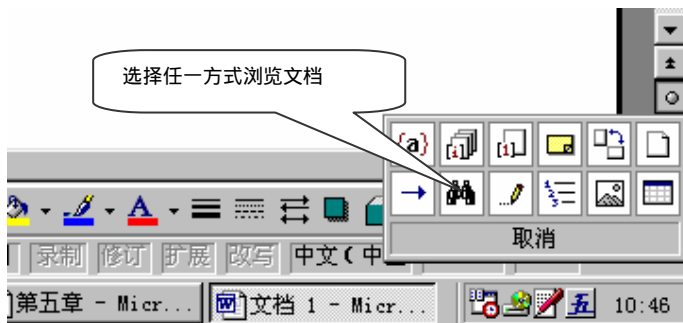 选择任一方式浏览文档
{a} [i] [1]
取消
录制 修订 扩展 改写 中文(中
第五章 - Micr... 文档 1 - Micr... 五 10:46